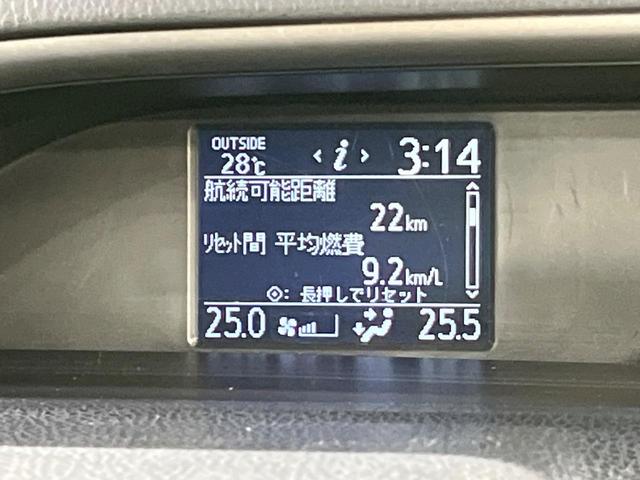 OUTSIDE
28℃
< i >
3:14
航続可能距離
22km
リセット間 平均燃費
9.2km/L
: 長押しでリセット
25.0
25.5